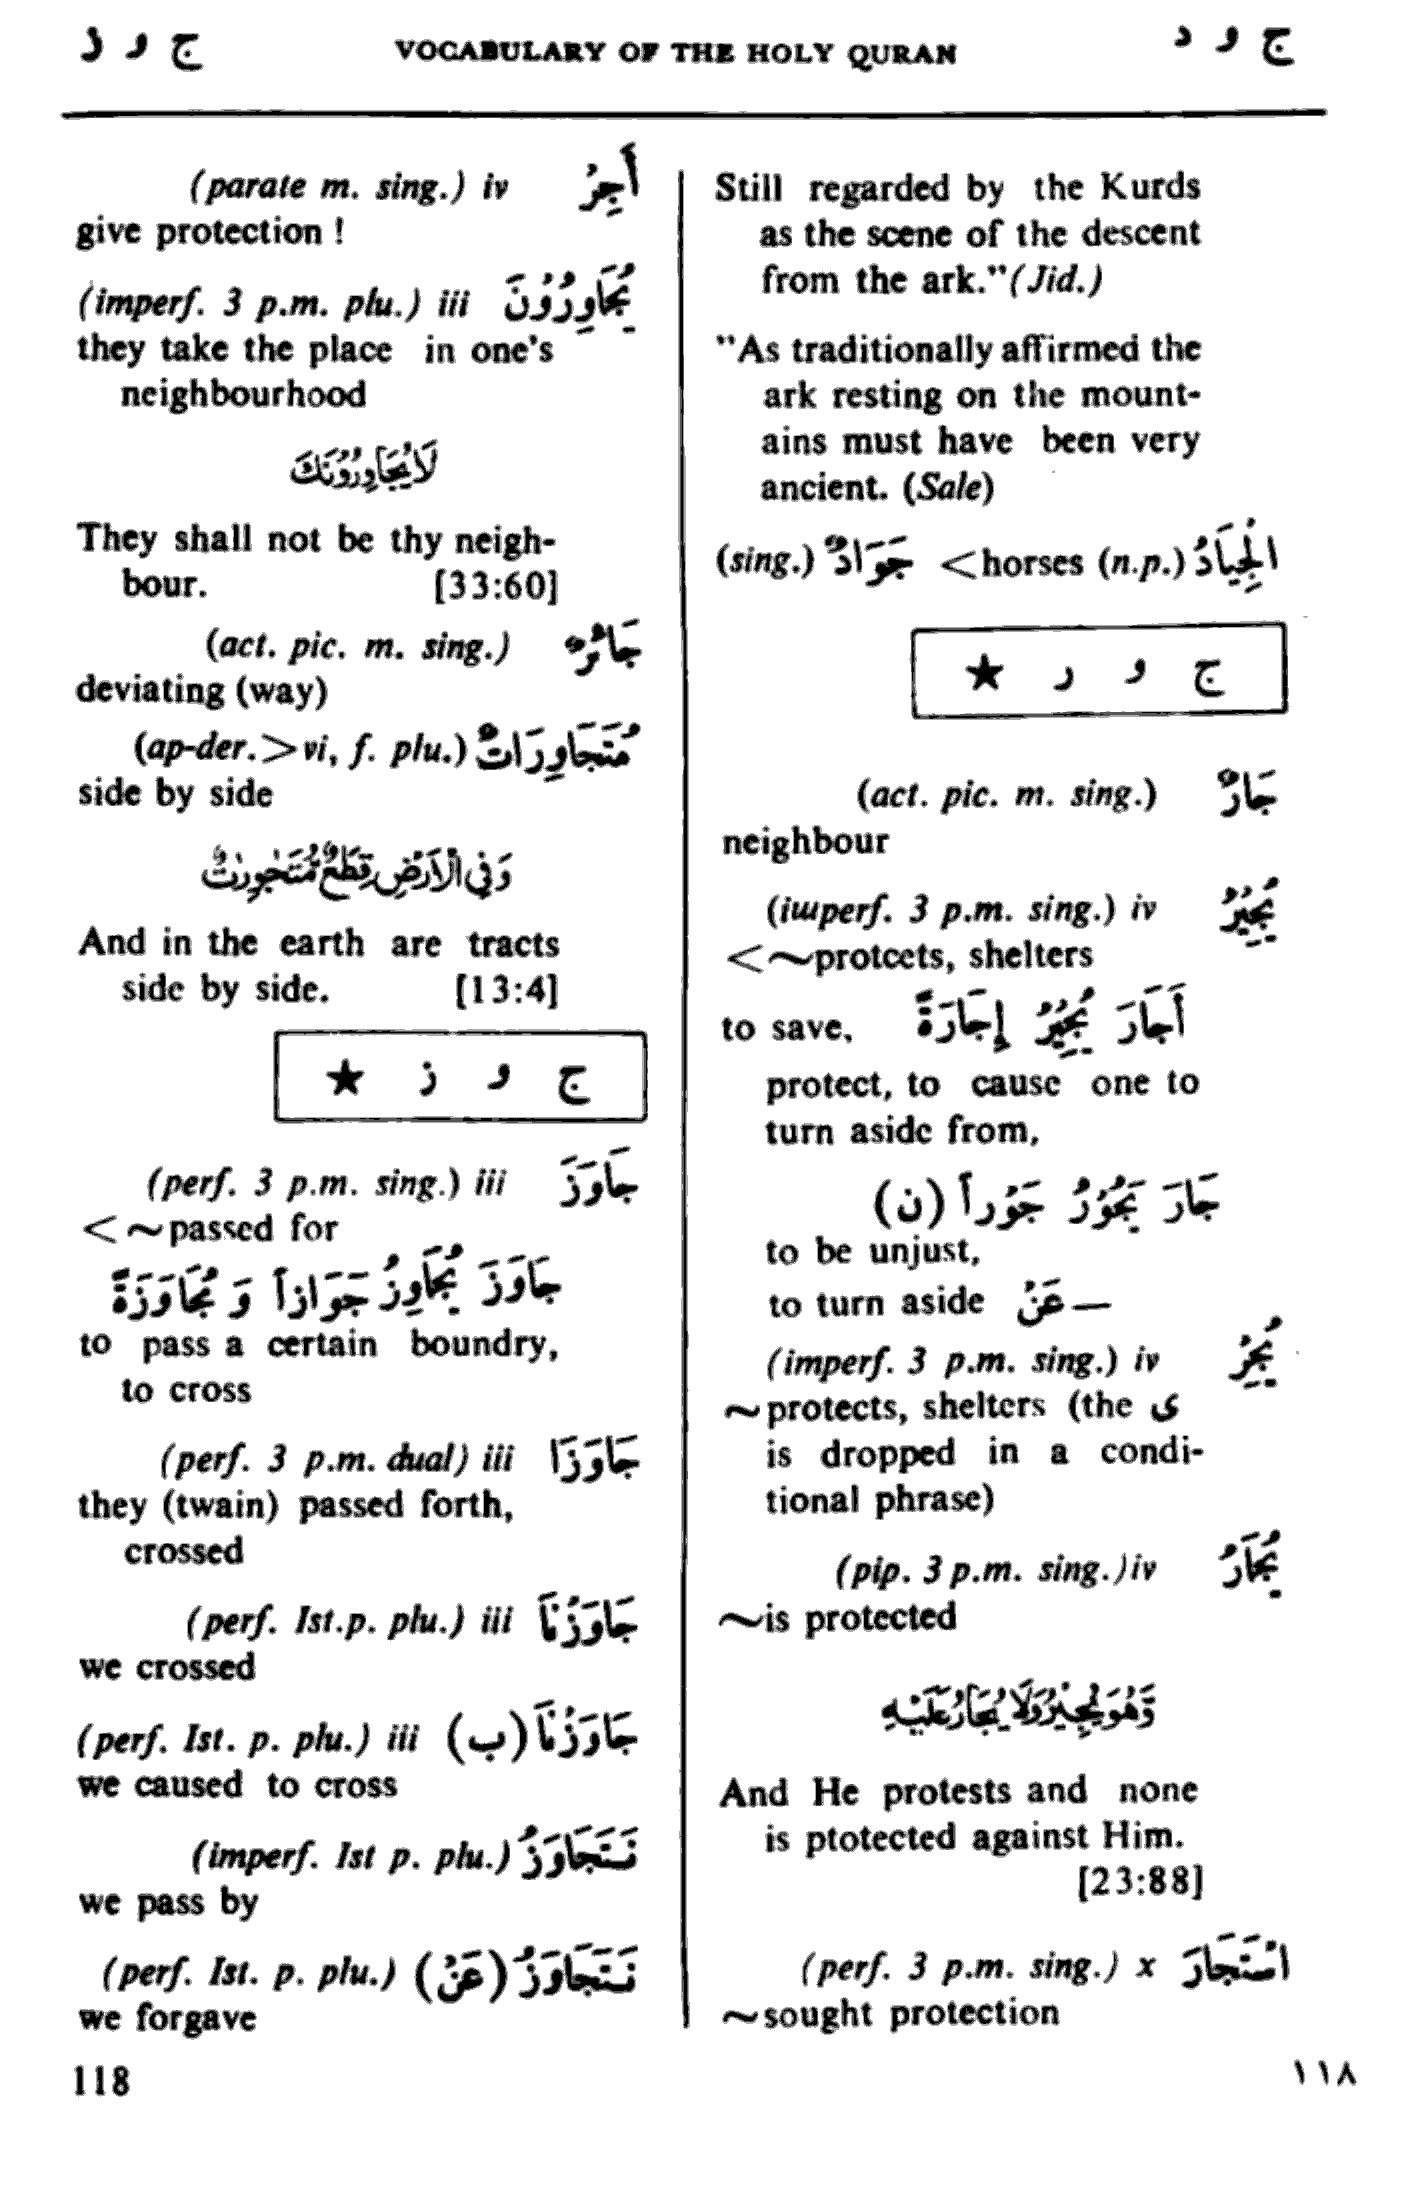 ج و د VOCABULARY OF THE HOLY QURAN ج و ز
Still regarded by the Kurds
as the scene of the descent
from the ark."(Jid.)
"As traditionally affirmed the
ark resting on the mount-
ains must have been very
ancient. (Sale)
(sing.) جَوَادٌ <horses (n.p.) الْجِيَادُ
ج و ر ★
(act. pic. m. sing.) جَارٌ
neighbour
(imperf. 3 p.m. sing.) iv يُجِيْرُ
<~protects, shelters
to save, أَجَارَ يُجِيْرُ إِجَارَةً
protect, to cause one to
turn aside from,
جَارَ يَجُوْرُ جَوْراً (ن)
to be unjust,
to turn aside عَنْ —
(imperf. 3 p.m. sing.) iv يُجِرْ
~protects, shelters (the ى
is dropped in a condi-
tional phrase)
(pip. 3 p.m. sing.) iv يُجَارُ
~is protected
وَّهُوَ يُجِيْرُ وَلَا يُجَارُ عَلَيْهِ
And He protests and none
is ptotected against Him.
[23:88]
(perf. 3 p.m. sing.) x اسْتَجَارَ
~sought protection
(parate m. sing.) iv أَجِرْ
give protection !
(imperf. 3 p.m. plu.) iii يُجَاوِرُوْنَ
they take the place in one's
neighbourhood
لَا يُجَاوِرُوْنَكَ
They shall not be thy neigh-
bour. [33:60]
(act. pic. m. sing.) جَائِرٌ
deviating (way)
(ap-der.>vi, f. plu.) مُتَجَاوِرَاتٌ
side by side
وَفِى الْاَرْضِ قِطَعٌ مُّتَجٰوِرٰتٌ
And in the earth are tracts
side by side. [13:4]
ج و ز ★
(perf. 3 p.m. sing.) iii جَاوَزَ
<~passed for
جَاوَزَ يُجَاوِزُ جَوَازاً وَ مُجَاوَزَةً
to pass a certain boundry,
to cross
(perf. 3 p.m. dual) iii جَاوَزَا
they (twain) passed forth,
crossed
(perf. Ist.p. plu.) iii جَاوَزْنَا
we crossed
(perf. Ist. p. plu.) iii جَاوَزْنَا (ب)
we caused to cross
(imperf. Ist p. plu.) نَتَجَاوَزُ
we pass by
(perf. Ist. p. plu.) نَتَجَاوَزُ (عَنْ)
we forgave
118 ١١٨